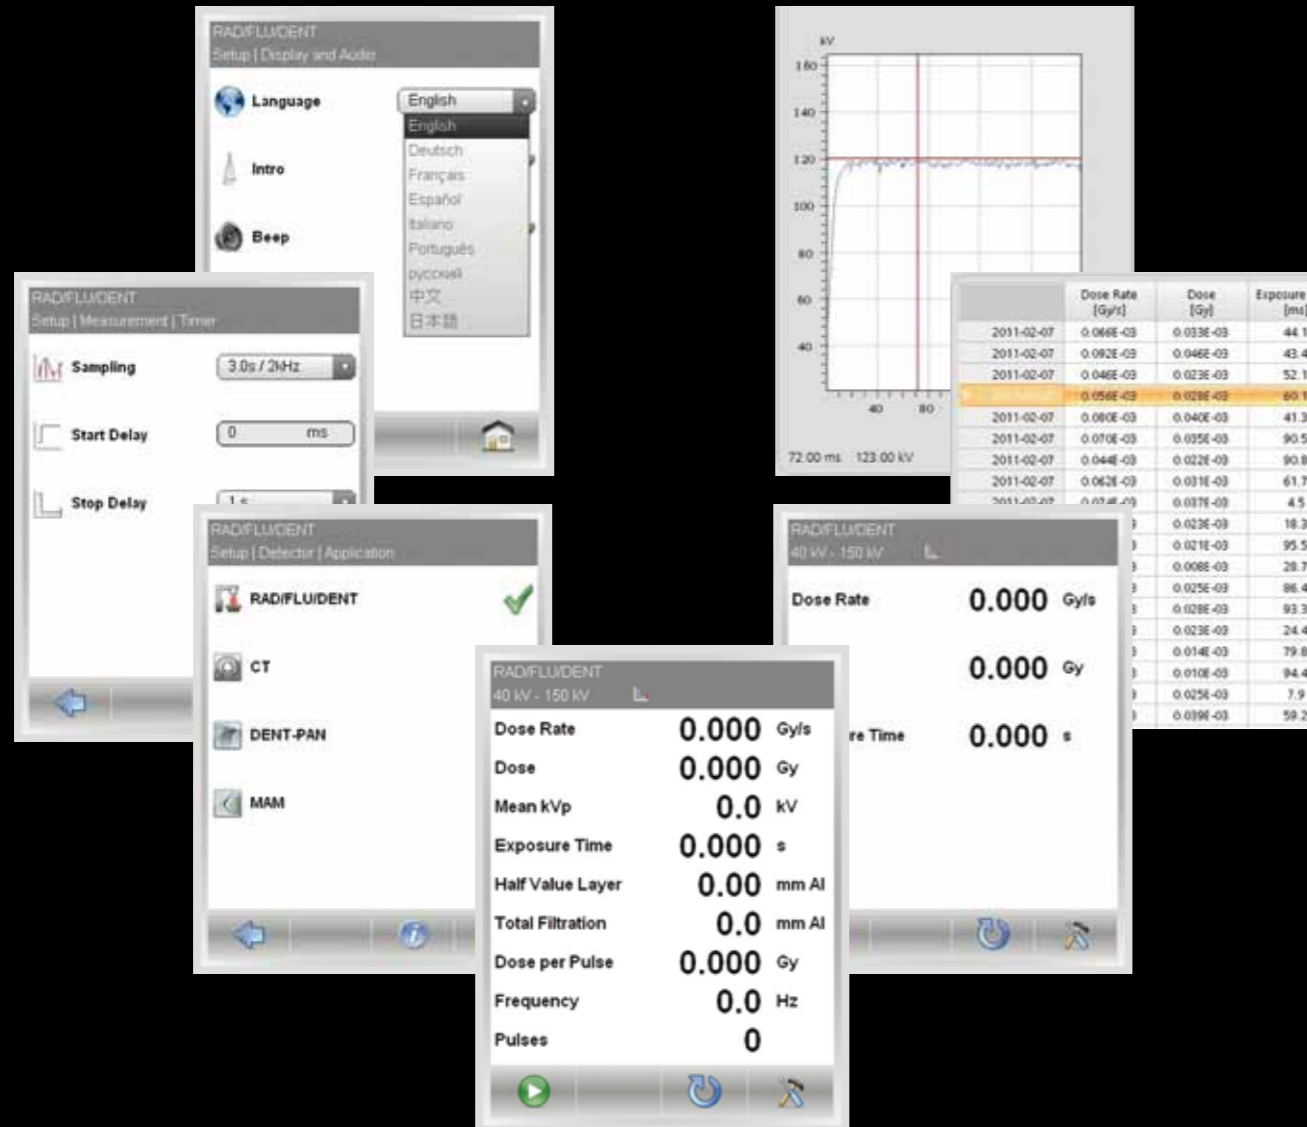 RAD/FLU/DENT
Setup | Display and Audio
Language
English
English
Deutsch
Français
Español
Italiano
Português
русский
中文
日本語
Intro
Beep
kV
160
140
120
100
80
60
40
40 80
72.00 ms 123.00 kV
RAD/FLU/DENT
Setup | Measurement | Timer
Sampling 3.0s / 2kHz
Start Delay 0 ms
Stop Delay 1 s
Dose Rate [Gy/s] Dose [Gy] Exposure [ms]
2011-02-07 0.066E-03 0.033E-03 44.1
2011-02-07 0.092E-03 0.046E-03 43.4
2011-02-07 0.046E-03 0.023E-03 52.1
0.056E-03 0.028E-03 60.1
2011-02-07 0.080E-03 0.040E-03 41.3
2011-02-07 0.070E-03 0.035E-03 90.5
2011-02-07 0.044E-03 0.022E-03 90.8
2011-02-07 0.062E-03 0.031E-03 61.7
2011-02-07 0.074E-03 0.037E-03 4.5
0.023E-03 18.3
0.021E-03 95.5
0.008E-03 28.7
0.025E-03 86.4
0.028E-03 93.3
0.023E-03 24.4
0.014E-03 79.8
0.010E-03 94.4
0.025E-03 7.9
0.039E-03 59.2
RAD/FLU/DENT
Setup | Detector | Application
RAD/FLU/DENT
CT
DENT-PAN
MAM
RAD/FLU/DENT
40 kV - 150 kV
Dose Rate 0.000 Gy/s
0.000 Gy
re Time 0.000 s
RAD/FLU/DENT
40 kV - 150 kV
Dose Rate 0.000 Gy/s
Dose 0.000 Gy
Mean kVp 0.0 kV
Exposure Time 0.000 s
Half Value Layer 0.00 mm Al
Total Filtration 0.0 mm Al
Dose per Pulse 0.000 Gy
Frequency 0.0 Hz
Pulses 0